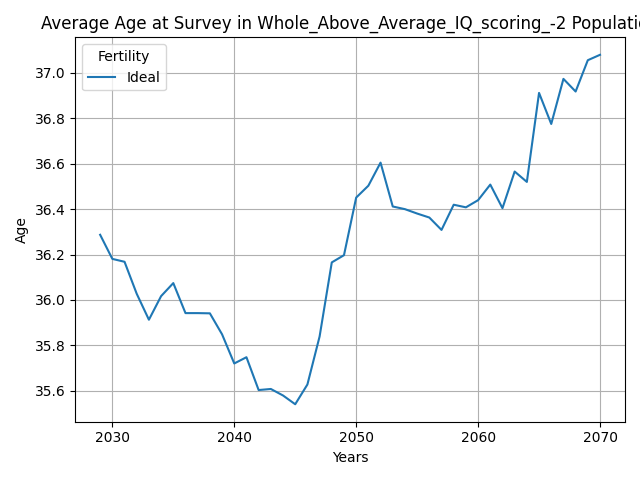 Average Age at Survey in Whole_Above_Average_IQ_scoring_-2 Populatio
Fertility
Ideal
Age
37.0
36.8
36.6
36.4
36.2
36.0
35.8
35.6
2030 2040 2050 2060 2070
Years